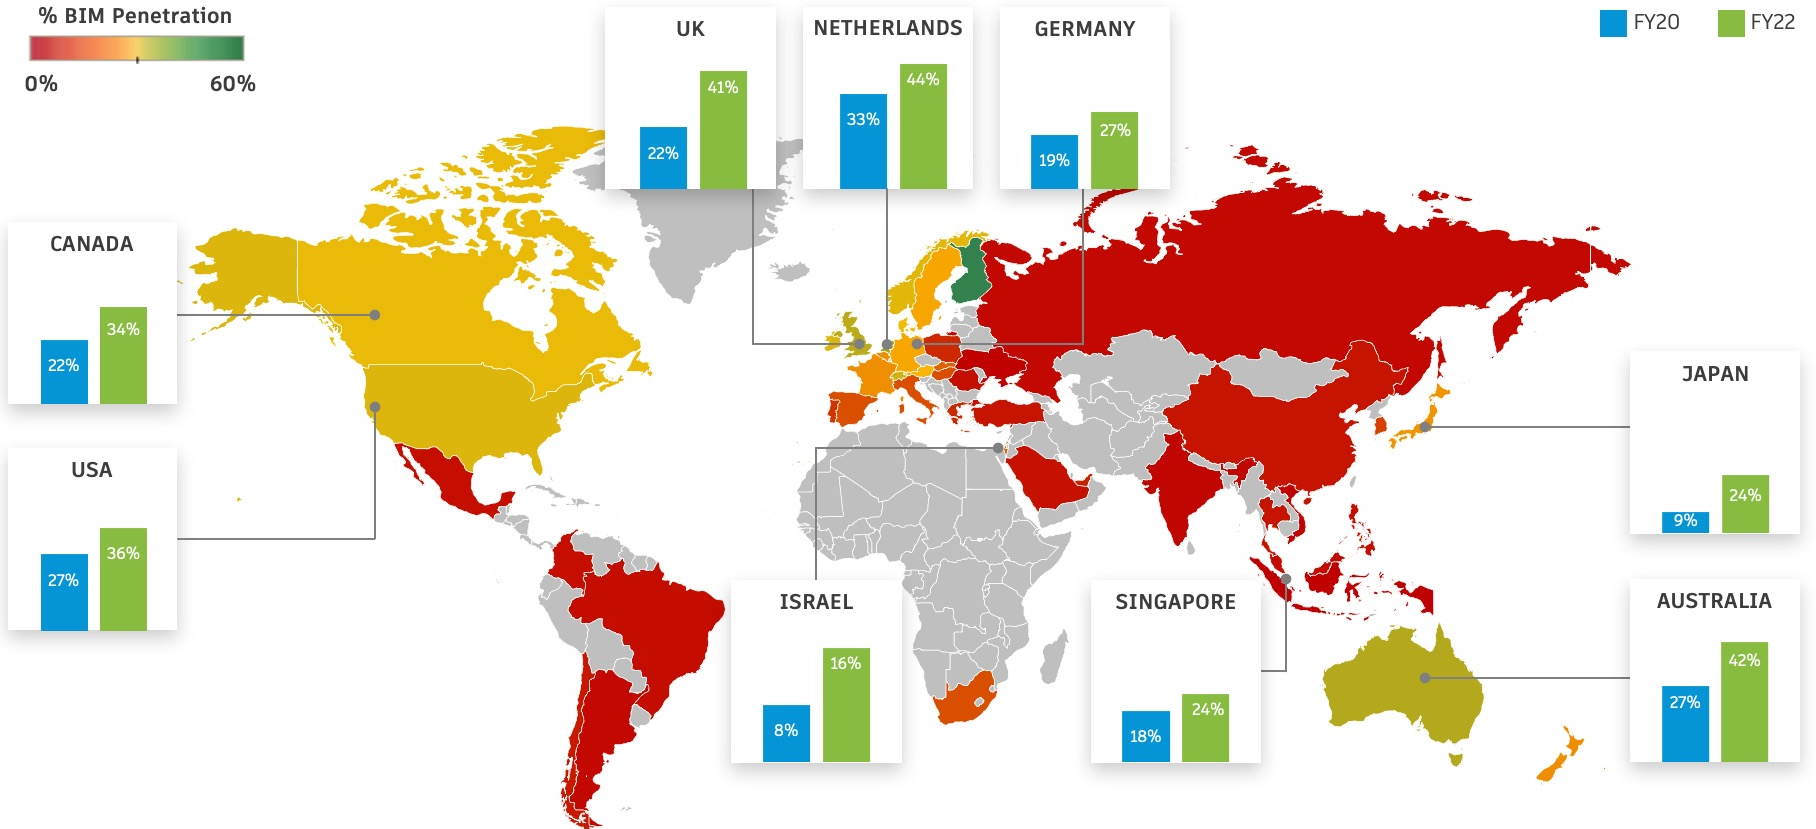 % BIM Penetration
0% 60%
FY20 FY22
UK
22% 41%
NETHERLANDS
33% 44%
GERMANY
19% 27%
CANADA
22% 34%
USA
27% 36%
JAPAN
9% 24%
ISRAEL
8% 16%
SINGAPORE
18% 24%
AUSTRALIA
27% 42%